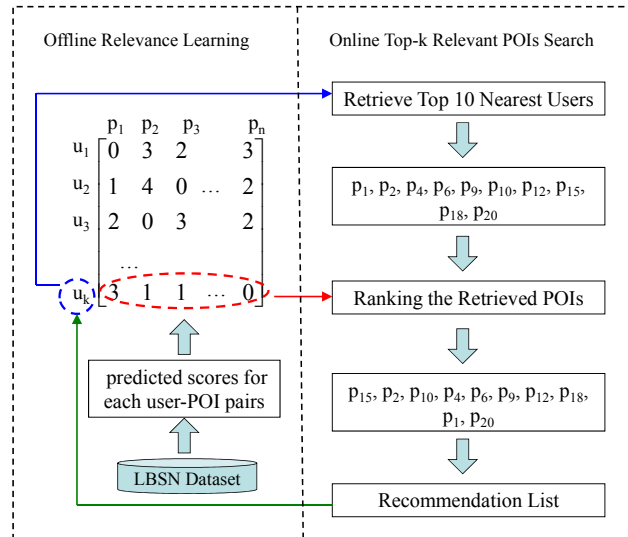 Offline Relevance Learning
p1 p2 p3 pn
u1 0 3 2 3
u2 1 4 0 ... 2
u3 2 0 3 2
...
uk 3 1 1 ... 0
predicted scores for
each user-POI pairs
LBSN Dataset
Online Top-k Relevant POIs Search
Retrieve Top 10 Nearest Users
p1, p2, p4, p6, p9, p10, p12, p15,
p18, p20
Ranking the Retrieved POIs
p15, p2, p10, p4, p6, p9, p12, p18,
p1, p20
Recommendation List